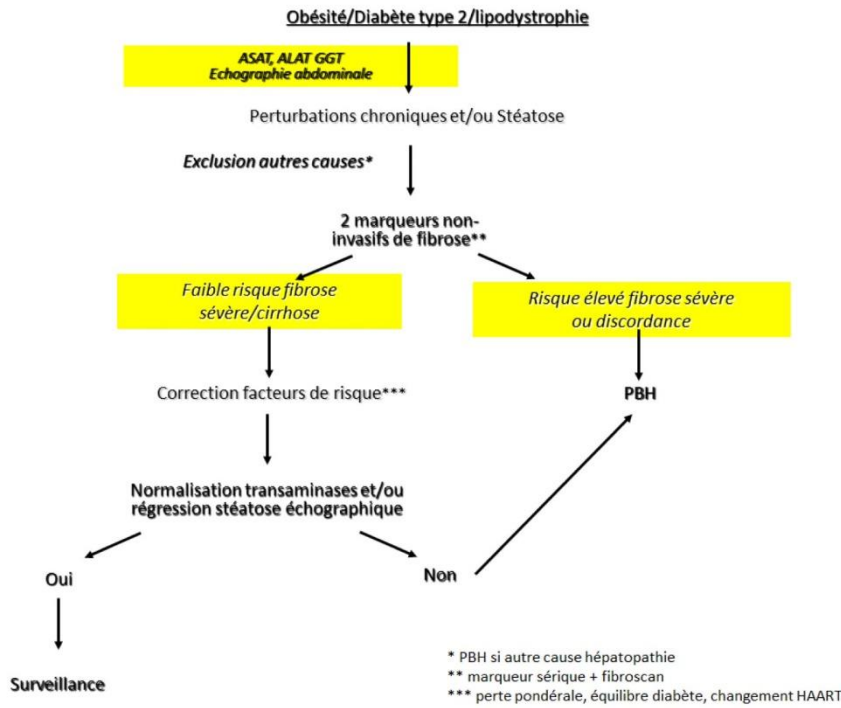 Obésité/Diabète type 2/lipodystrophie
ASAT, ALAT GGT
Echographie abdominale
Perturbations chroniques et/ou Stéatose
Exclusion autres causes*
2 marqueurs non-
invasifs de fibrose**
Faible risque fibrose
sévère/cirrhose
Risque élevé fibrose sévère
ou discordance
Correction facteurs de risque***
PBH
Normalisation transaminases et/ou
régression stéatose échographique
Oui
Non
Surveillance
* PBH si autre cause hépatopathie
** marqueur sérique + fibroscan
*** perte pondérale, équilibre diabète, changement HAART